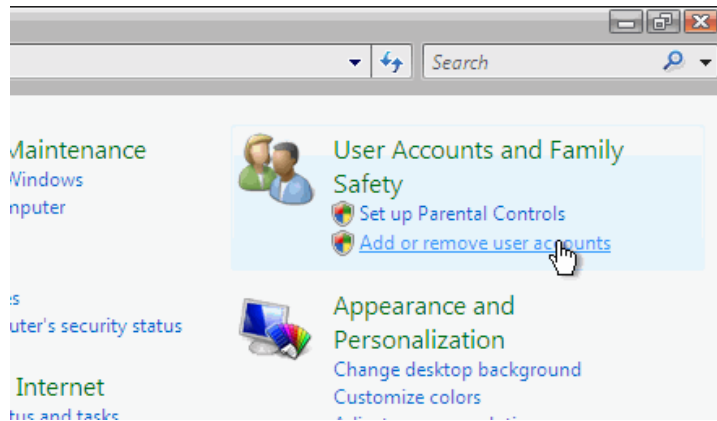 Search
Maintenance
Windows
mputer
es
uter's security status
Internet
tus and tasks
User Accounts and Family
Safety
Set up Parental Controls
Add or remove user accounts
Appearance and
Personalization
Change desktop background
Customize colors